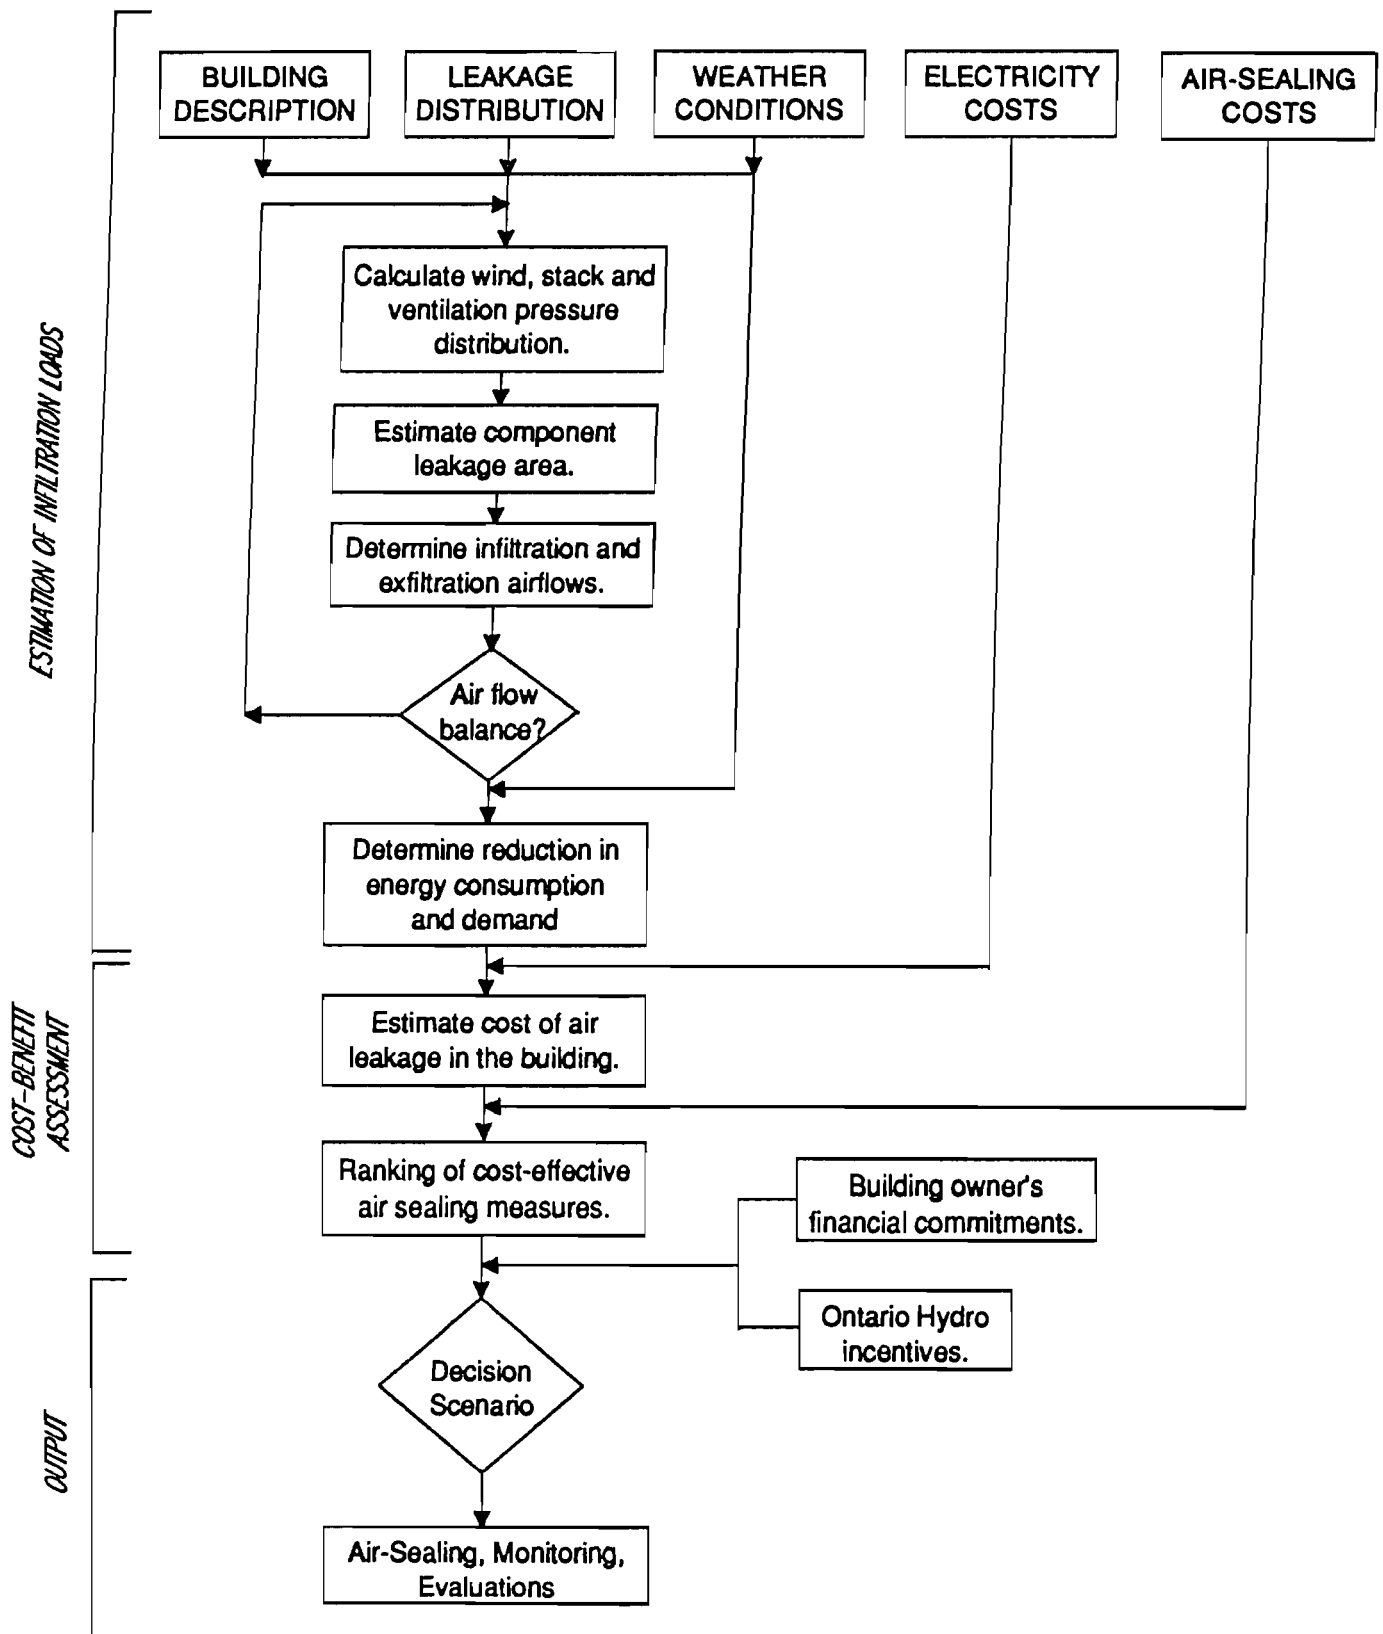 BUILDING
DESCRIPTION
LEAKAGE
DISTRIBUTION
WEATHER
CONDITIONS
ELECTRICITY
COSTS
AIR-SEALING
COSTS
ESTIMATION OF INFILTRATION LOADS
Calculate wind, stack and
ventilation pressure
distribution.
Estimate component
leakage area.
Determine infiltration and
exfiltration airflows.
Air flow
balance?
Determine reduction in
energy consumption
and demand
COST-BENEFIT
ASSESSMENT
Estimate cost of air
leakage in the building.
Ranking of cost-effective
air sealing measures.
Building owner's
financial commitments.
Ontario Hydro
incentives.
OUTPUT
Decision
Scenario
Air-Sealing, Monitoring,
Evaluations